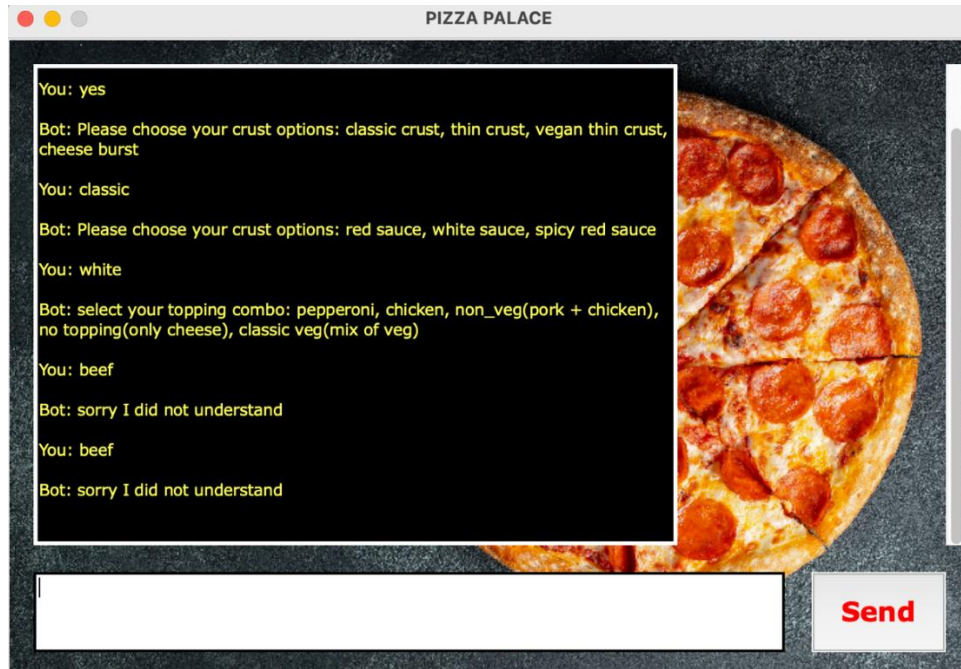 PIZZA PALACE
You: yes
Bot: Please choose your crust options: classic crust, thin crust, vegan thin crust,
cheese burst
You: classic
Bot: Please choose your crust options: red sauce, white sauce, spicy red sauce
You: white
Bot: select your topping combo: pepperoni, chicken, non_veg(pork + chicken),
no topping(only cheese), classic veg(mix of veg)
You: beef
Bot: sorry I did not understand
You: beef
Bot: sorry I did not understand
Send